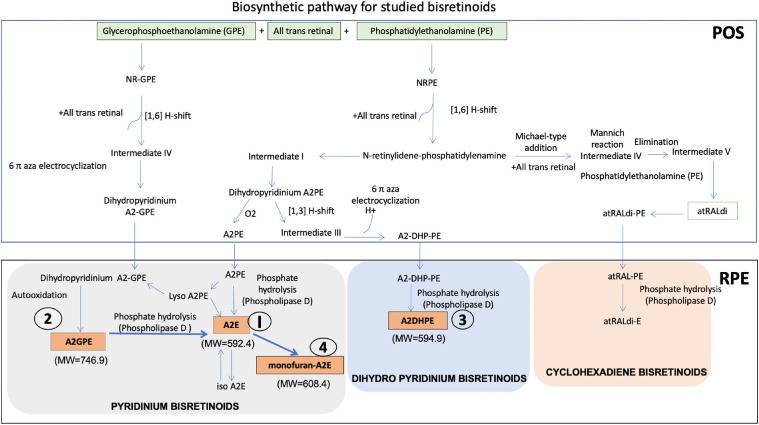 Biosynthetic pathway for studied bisretinoids
POS
Glycerophosphoethanolamine (GPE) + All trans retinal + Phosphatidylethanolamine (PE)
NR-GPE
NRPE
+All trans retinal [1,6] H-shift
+All trans retinal [1,6] H-shift
Intermediate IV
6 π aza electrocyclization
Dihydropyridinium
A2-GPE
Intermediate I
N-retinylidene-phosphatidylenamine
Michael-type
addition
+All trans retinal
Mannich
reaction
Intermediate IV
Elimination
Intermediate V
Phosphatidylethanolamine (PE)
Dihydropyridinium A2PE
O2
[1,3] H-shift
6 π aza
electrocyclization
H+
A2PE
Intermediate III
A2-DHP-PE
atRALdi-PE
atRALdi
RPE
Dihydropyridinium A2-GPE
Autooxidation
A2PE
Lyso A2PE
Phosphate
hydrolysis
(Phospholipase D)
2
A2GPE
(MW=746.9)
Phosphate hydrolysis
(Phospholipase D )
A2E
1
(MW=592.4)
4
monofuran-A2E
(MW=608.4)
iso A2E
PYRIDINIUM BISRETINOIDS
A2-DHP-PE
Phosphate hydrolysis
(Phospholipase D)
A2DHPE
3
(MW=594.9)
DIHYDRO PYRIDINIUM BISRETINOIDS
atRAL-PE
Phosphate hydrolysis
(Phospholipase D)
atRALdi-E
CYCLOHEXADIENE BISRETINOIDS